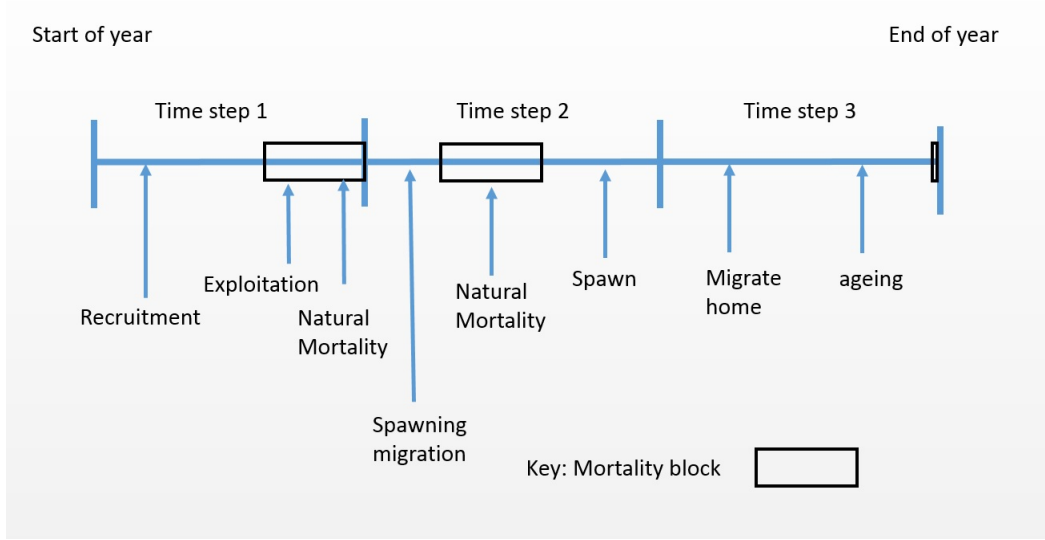 Start of year
End of year
Time step 1
Time step 2
Time step 3
Exploitation
Recruitment
Natural
Mortality
Spawning
migration
Natural
Mortality
Spawn
Migrate
home
ageing
Key: Mortality block